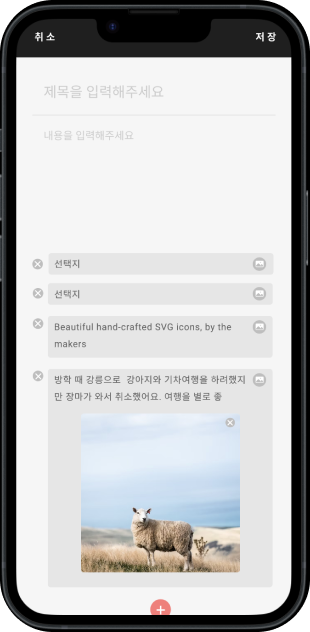 취소
저장
제목을 입력해주세요
내용을 입력해주세요
선택지
선택지
Beautiful hand-crafted SVG icons, by the
makers
방학 때 강릉으로 강아지와 기차여행을 하려했지
만 장마가 와서 취소했어요. 여행을 별로 좋